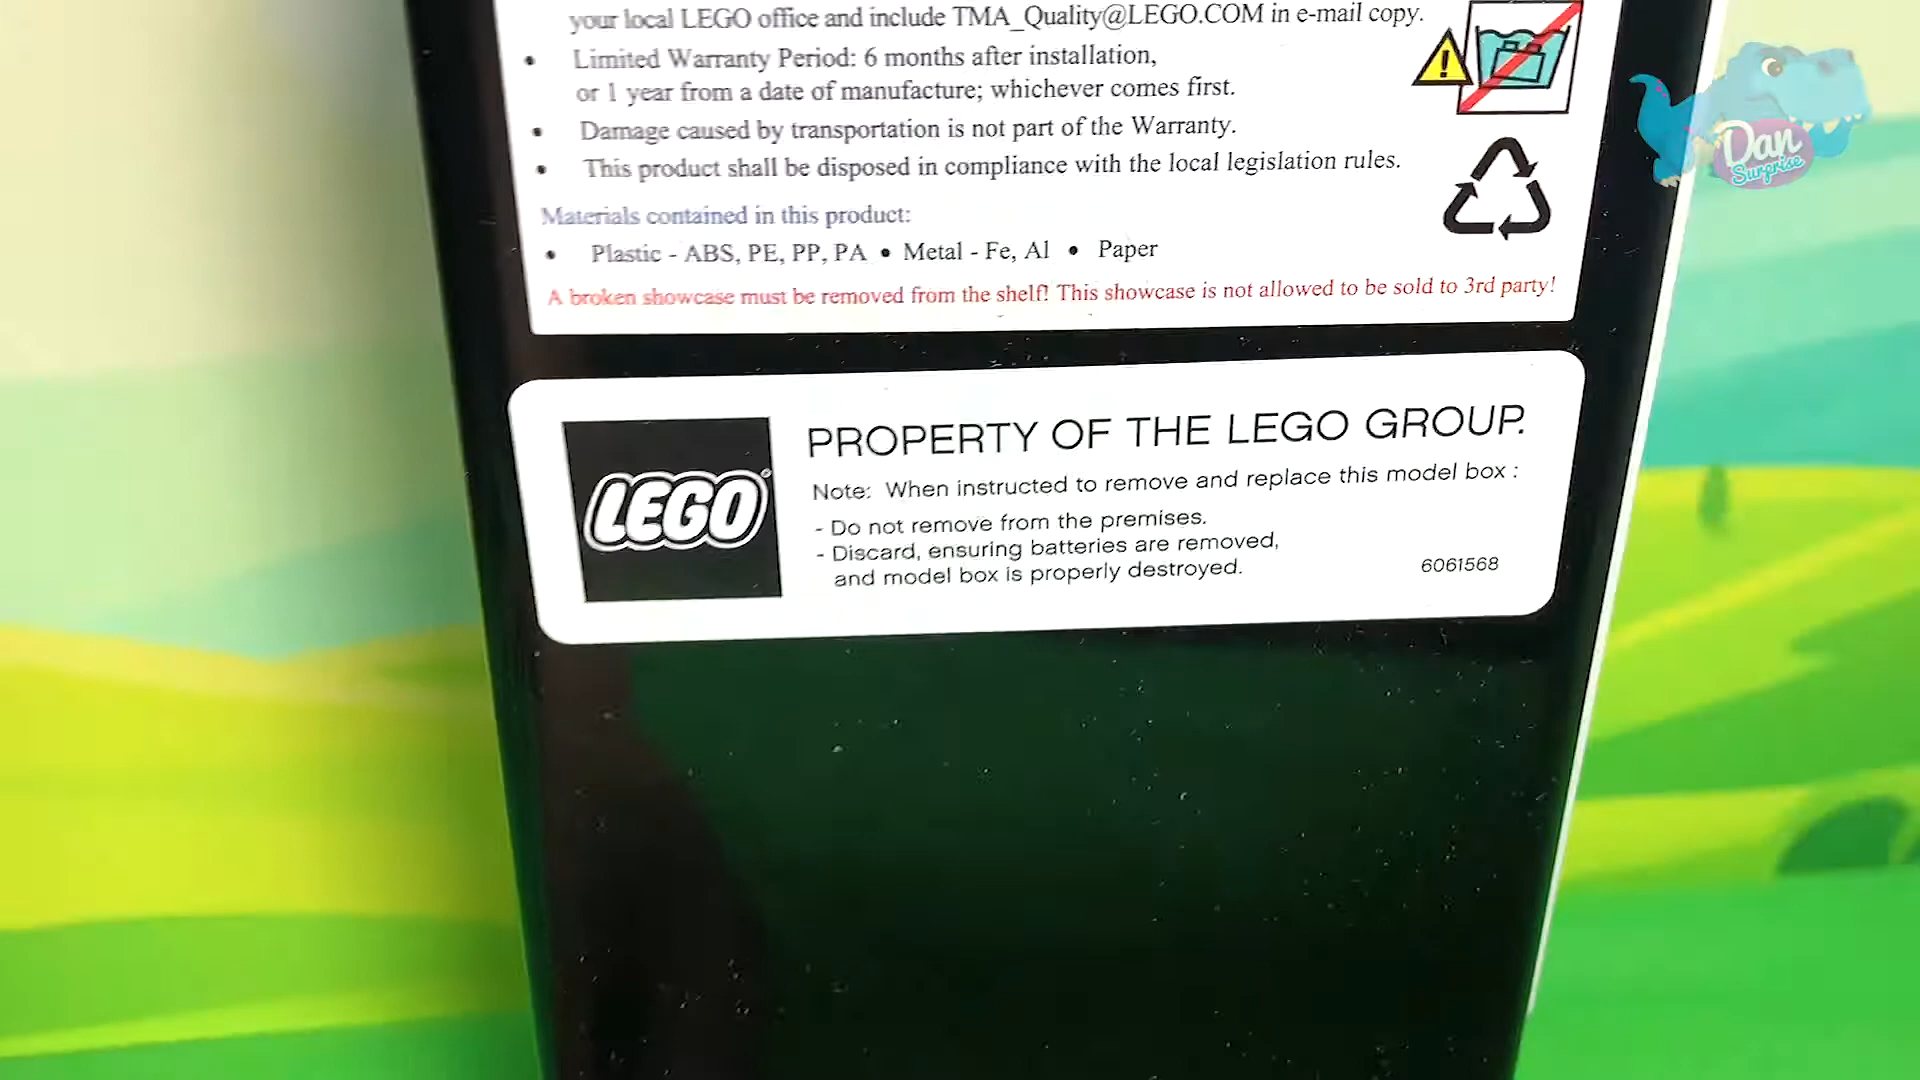 your local LEGO office and include TMA_Quality@LEGO.COM in e-mail copy.
• Limited Warranty Period: 6 months after installation,
or 1 year from a date of manufacture; whichever comes first.
• Damage caused by transportation is not part of the Warranty.
• This product shall be disposed in compliance with the local legislation rules.
Materials contained in this product:
• Plastic - ABS, PE, PP, PA • Metal - Fe, Al • Paper
A broken showcase must be removed from the shelf! This showcase is not allowed to be sold to 3rd party!
LEGO®
PROPERTY OF THE LEGO GROUP.
Note: When instructed to remove and replace this model box :
- Do not remove from the premises.
- Discard, ensuring batteries are removed,
and model box is properly destroyed.
6061568
Dan
Surprise